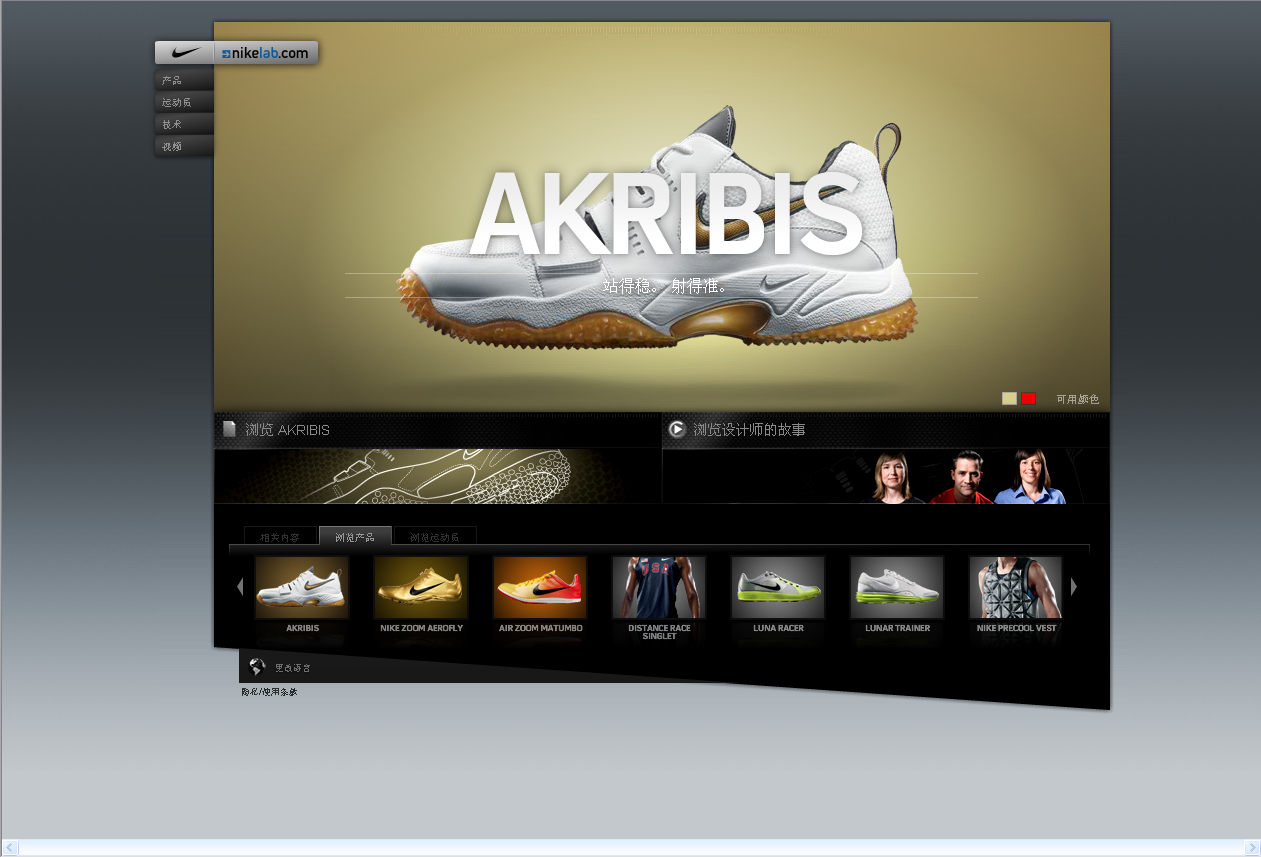 nikelab.com
产品
运动员
技术
视频
AKRIBIS
站得稳。 射得准。
可用颜色
浏览 AKRIBIS
浏览设计师的故事
相关内容
浏览产品
浏览运动员
USA
AKRIBIS
NIKE ZOOM AEROFLY
AIR ZOOM MATUMBO
DISTANCE RACE
SINGLET
LUNA RACER
LUNAR TRAINER
NIKE PRECOOL VEST
更改语言
隐私/使用条款